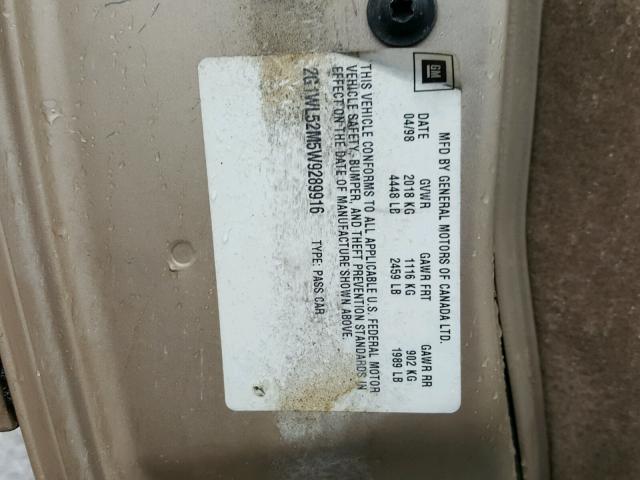 GM
MFD BY GENERAL MOTORS OF CANADA LTD.
DATE GVWR GAWR FRT GAWR RR
04/98 2018 KG 1116 KG 902 KG
4448 LB 2459 LB 1989 LB
THIS VEHICLE CONFORMS TO ALL APPLICABLE U.S. FEDERAL MOTOR
VEHICLE SAFETY, BUMPER, AND THEFT PREVENTION STANDARDS IN
EFFECT ON THE DATE OF MANUFACTURE SHOWN ABOVE.
2G1WL52M5W9289916 TYPE: PASS CAR